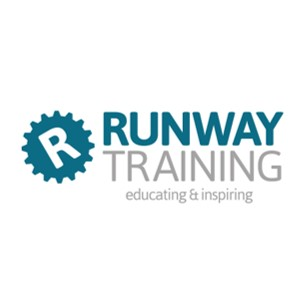 R
RUNWAY
TRAINING
educating & inspiring